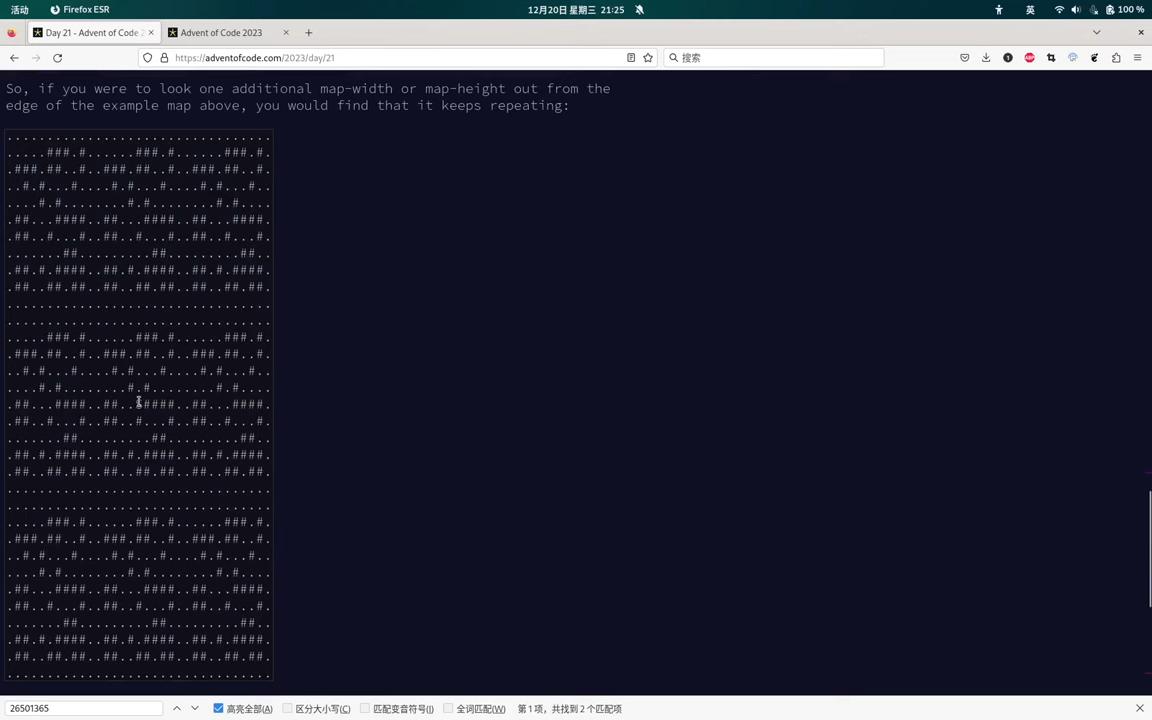 活动
Firefox ESR
12月20日 星期三 21:25
英
100 %
Day 21 - Advent of Code 2
Advent of Code 2023
https://adventofcode.com/2023/day/21
搜索
So, if you were to look one additional map-width or map-height out from the
edge of the example map above, you would find that it keeps repeating:
.................................
.....###.#......###.#......###.#.
.###.##..#..###.##..#..###.##..#.
..#.#...#....#.#...#....#.#...#..
....#.#........#.#........#.#....
.##...####..##...####..##...####.
.##..#...#..##..#...#..##..#...#.
.......##.........##.........##..
.##.#.####..##.#.####..##.#.####.
.##..##.##..##..##.##..##..##.##.
.................................
.................................
.....###.#......###.#......###.#.
.###.##..#..###.##..#..###.##..#.
..#.#...#....#.#...#....#.#...#..
....#.#........#.#........#.#....
.##...####..##..S####..##...####.
.##..#...#..##..#...#..##..#...#.
.......##.........##.........##..
.##.#.####..##.#.####..##.#.####.
.##..##.##..##..##.##..##..##.##.
.................................
.................................
.....###.#......###.#......###.#.
.###.##..#..###.##..#..###.##..#.
..#.#...#....#.#...#....#.#...#..
....#.#........#.#........#.#....
.##...####..##...####..##...####.
.##..#...#..##..#...#..##..#...#.
.......##.........##.........##..
.##.#.####..##.#.####..##.#.####.
.##..##.##..##..##.##..##..##.##.
.................................
26501365
高亮全部(A)
区分大小写(C)
匹配变音符号(I)
全词匹配(W)
第 1 项，共找到 2 个匹配项